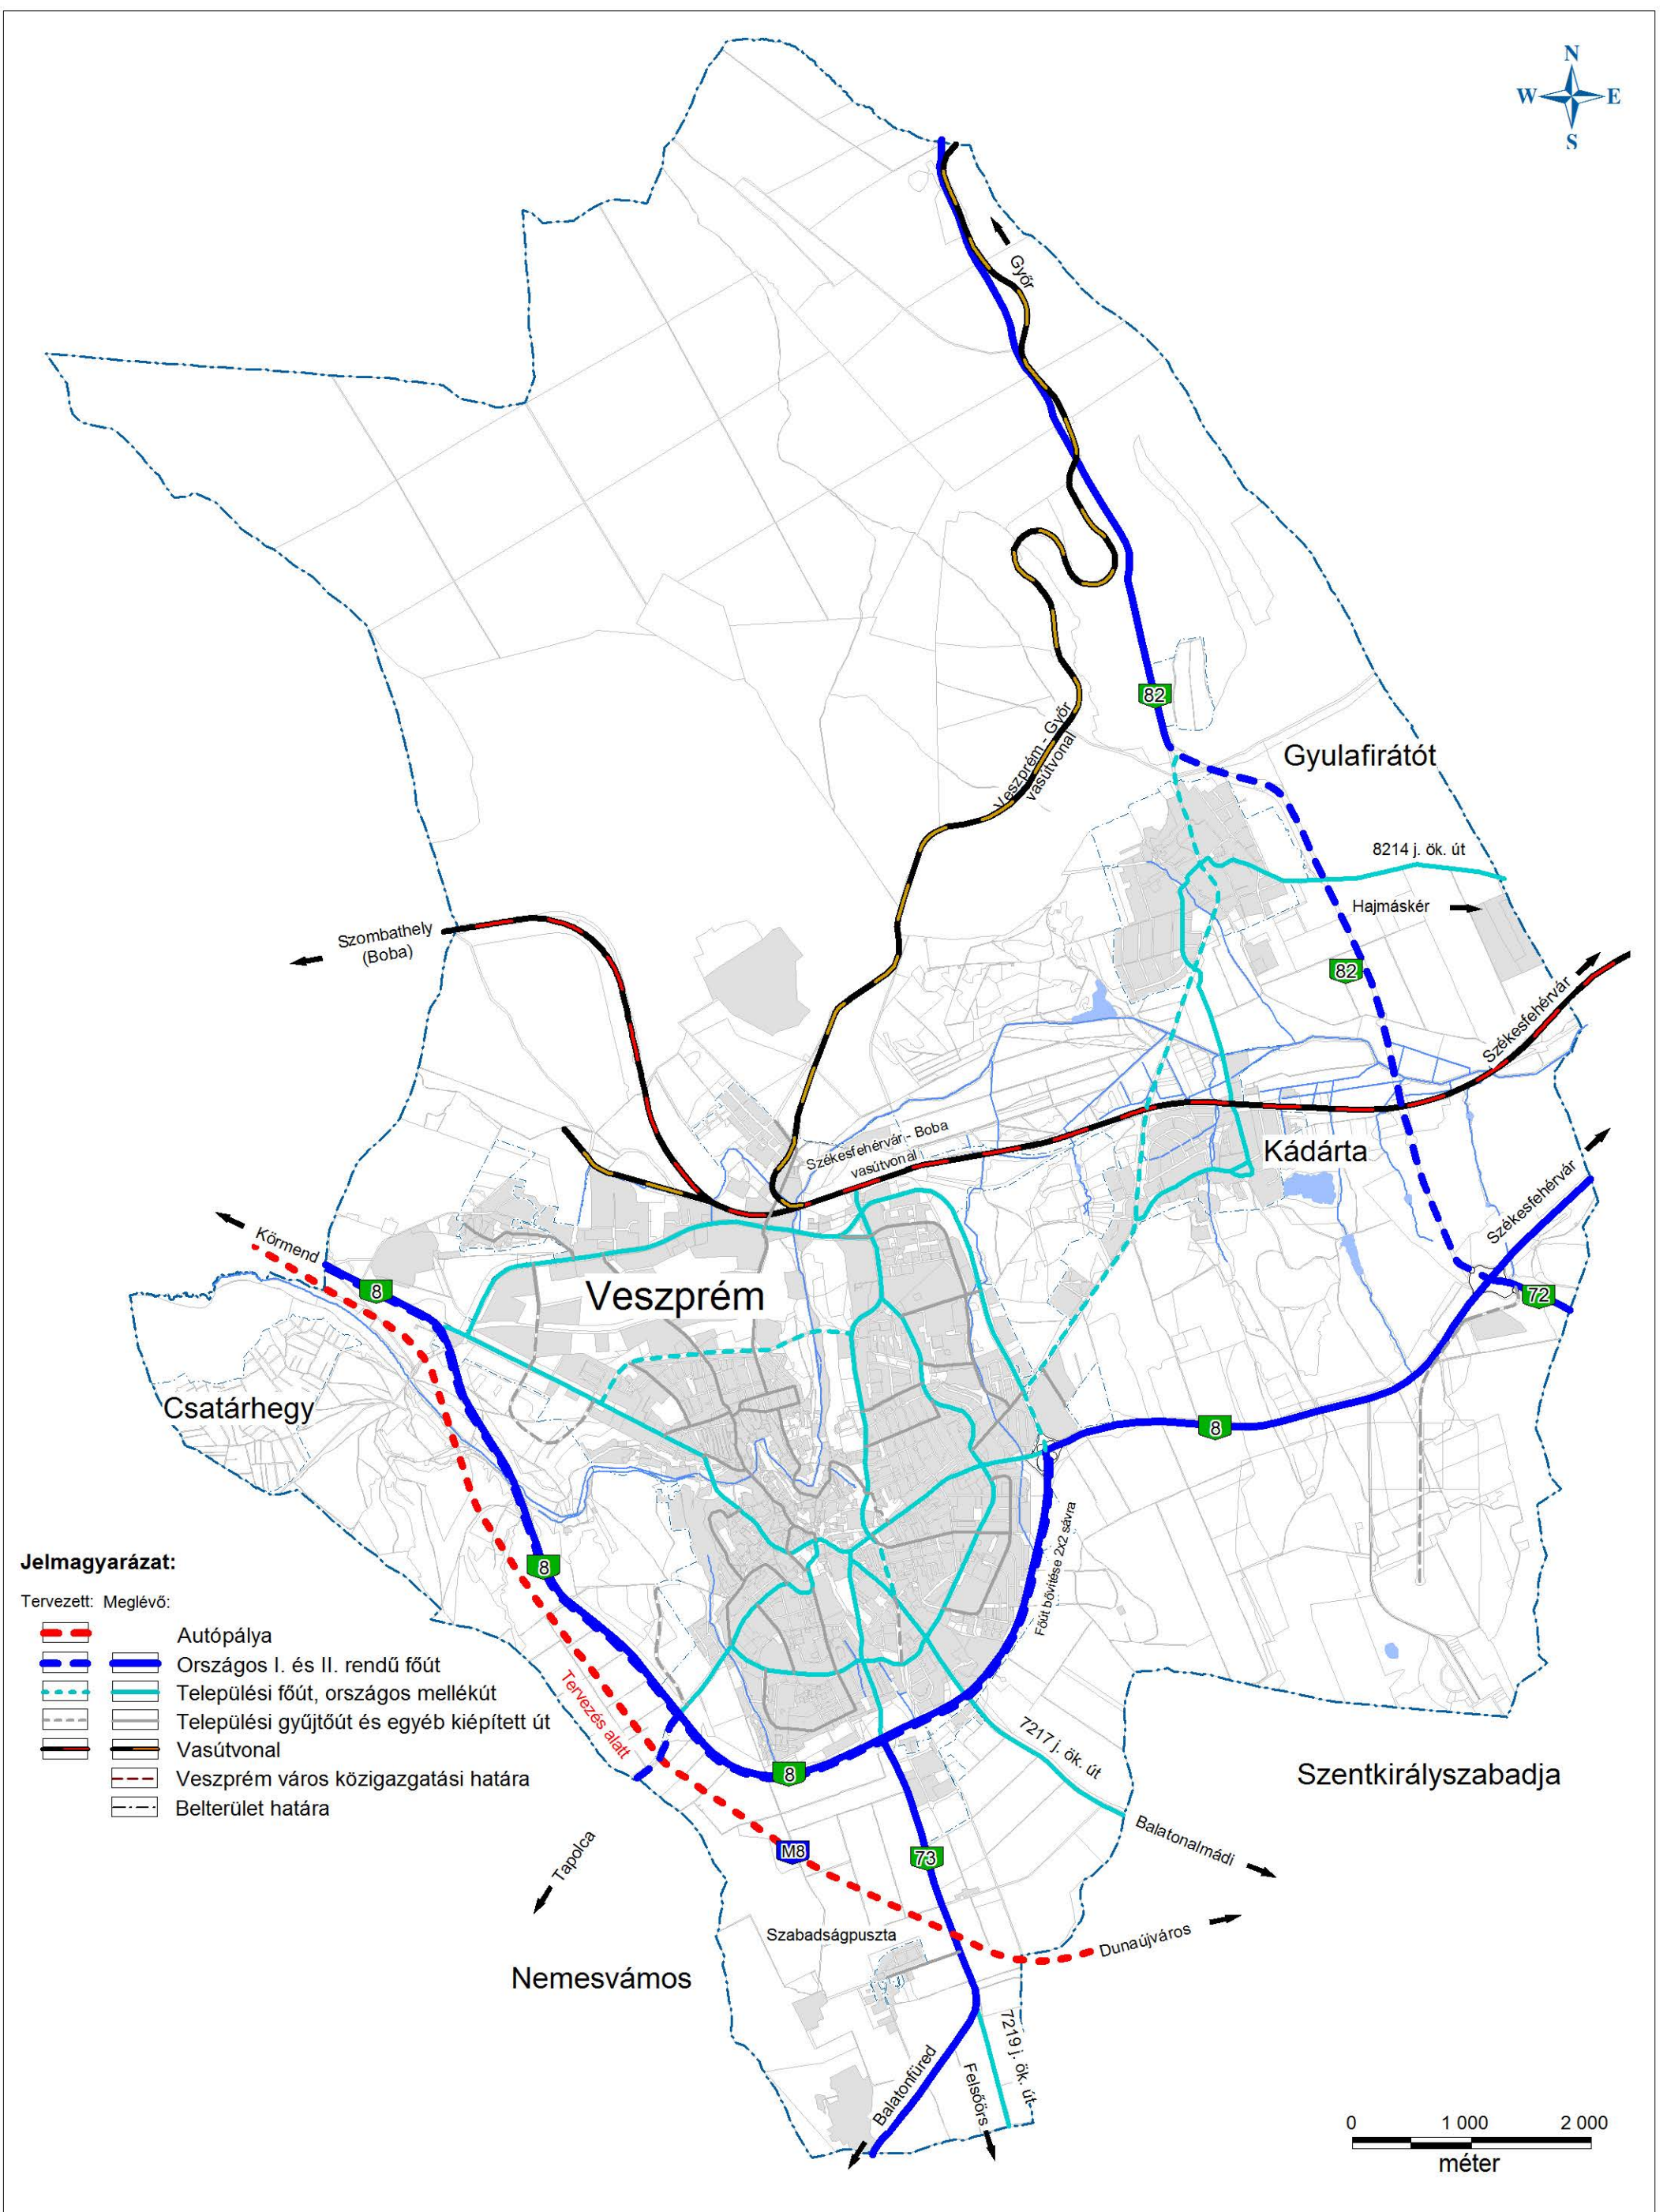 N
W E
S
Győr
82
Gyulafirátót
Veszprém - Győr
vasútvonal
8214 j. ök. út
Hajmáskér
Szombathely
(Boba)
82
Székesfehérvár
Székesfehérvár - Boba
vasútvonal
Kádárta
Székesfehérvár
Körmend
8
Veszprém
72
Csatárhegy
8
Főút bővítése 2x2 sávra
8
Jelmagyarázat:
Tervezett: Meglévő:
Autópálya
Országos I. és II. rendű főút
Települési főút, országos mellékút
Települési gyűjtőút és egyéb kiépített út
Vasútvonal
Veszprém város közigazgatási határa
Belterület határa
Tervezés alatt
8
7217 j. ök. út
Szentkirályszabadja
Balatonalmádi
M8
73
Tapolca
Szabadságpuszta
Dunaújváros
Nemesvámos
7219 j. ök. út
Balatonfüred
Felsőörs
0 1 000 2 000
méter